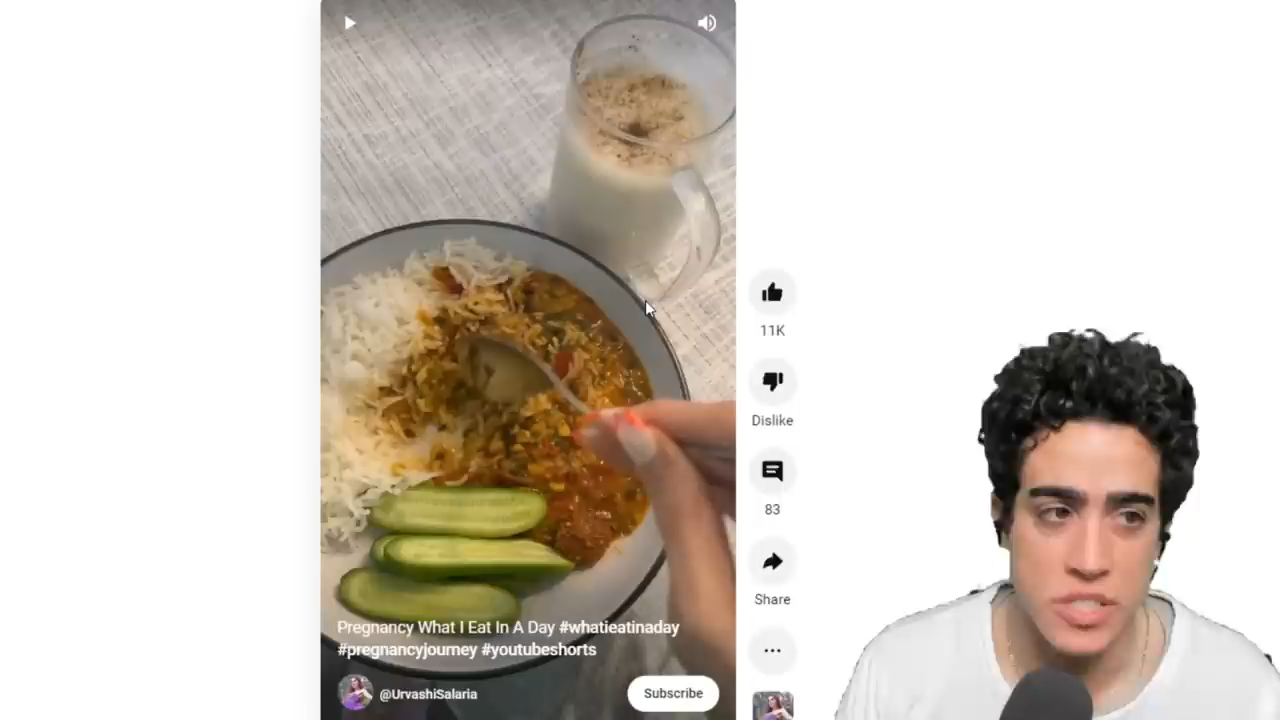 11K
Dislike
83
Share
Pregnancy What I Eat In A Day #whatieatinaday
#pregnancyjourney #youtubeshorts
@UrvashiSalaria
Subscribe